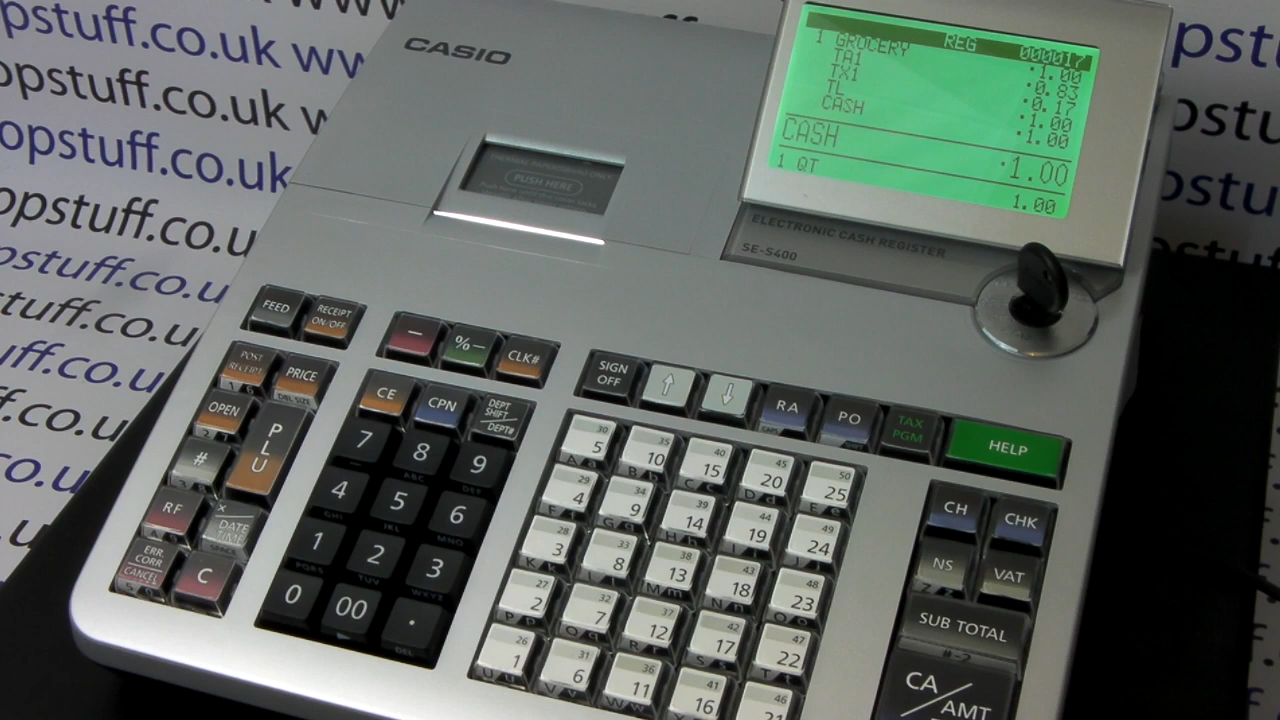 opstuff.co.uk ww
opstuff.co.uk
opstuff.co.uk
opstuff.co.u
stuff.co.u
stuff.co.u
uff.co.uk
CASIO
PUSH HERE
REG 000017
1 GROCERY ·1.00
TA1 ·0.83
TX1 ·0.17
TL ·1.00
CASH ·1.00
CASH ·1.00
1 QT 1.00
ELECTRONIC CASH REGISTER
SE-S400
FEED
RECEIPT ON/OFF
−
%−
CLK#
POST RECEIPT
PRICE
DBL SIZE
OPEN
PLU
#
RF
×
DATE TIME
SPACE
ERR. CORR
CANCEL
C
CE
CPN
DEPT SHIFT/DEPT#
7 8 9
4 5 6
1 2 3
0 00 ·
SIGN OFF
↑
↓
RA
PO
TAX PGM
HELP
30 35 40 45 50
5 10 15 20 25
29 34 39 44 49
4 9 14 19 24
28 33 38 43 48
3 8 13 18 23
27 32 37 42 47
2 7 12 17 22
26 31 36 41 46
1 6 11 16 21
CH
CHK
NS
VAT
SUB TOTAL
CA/AMT